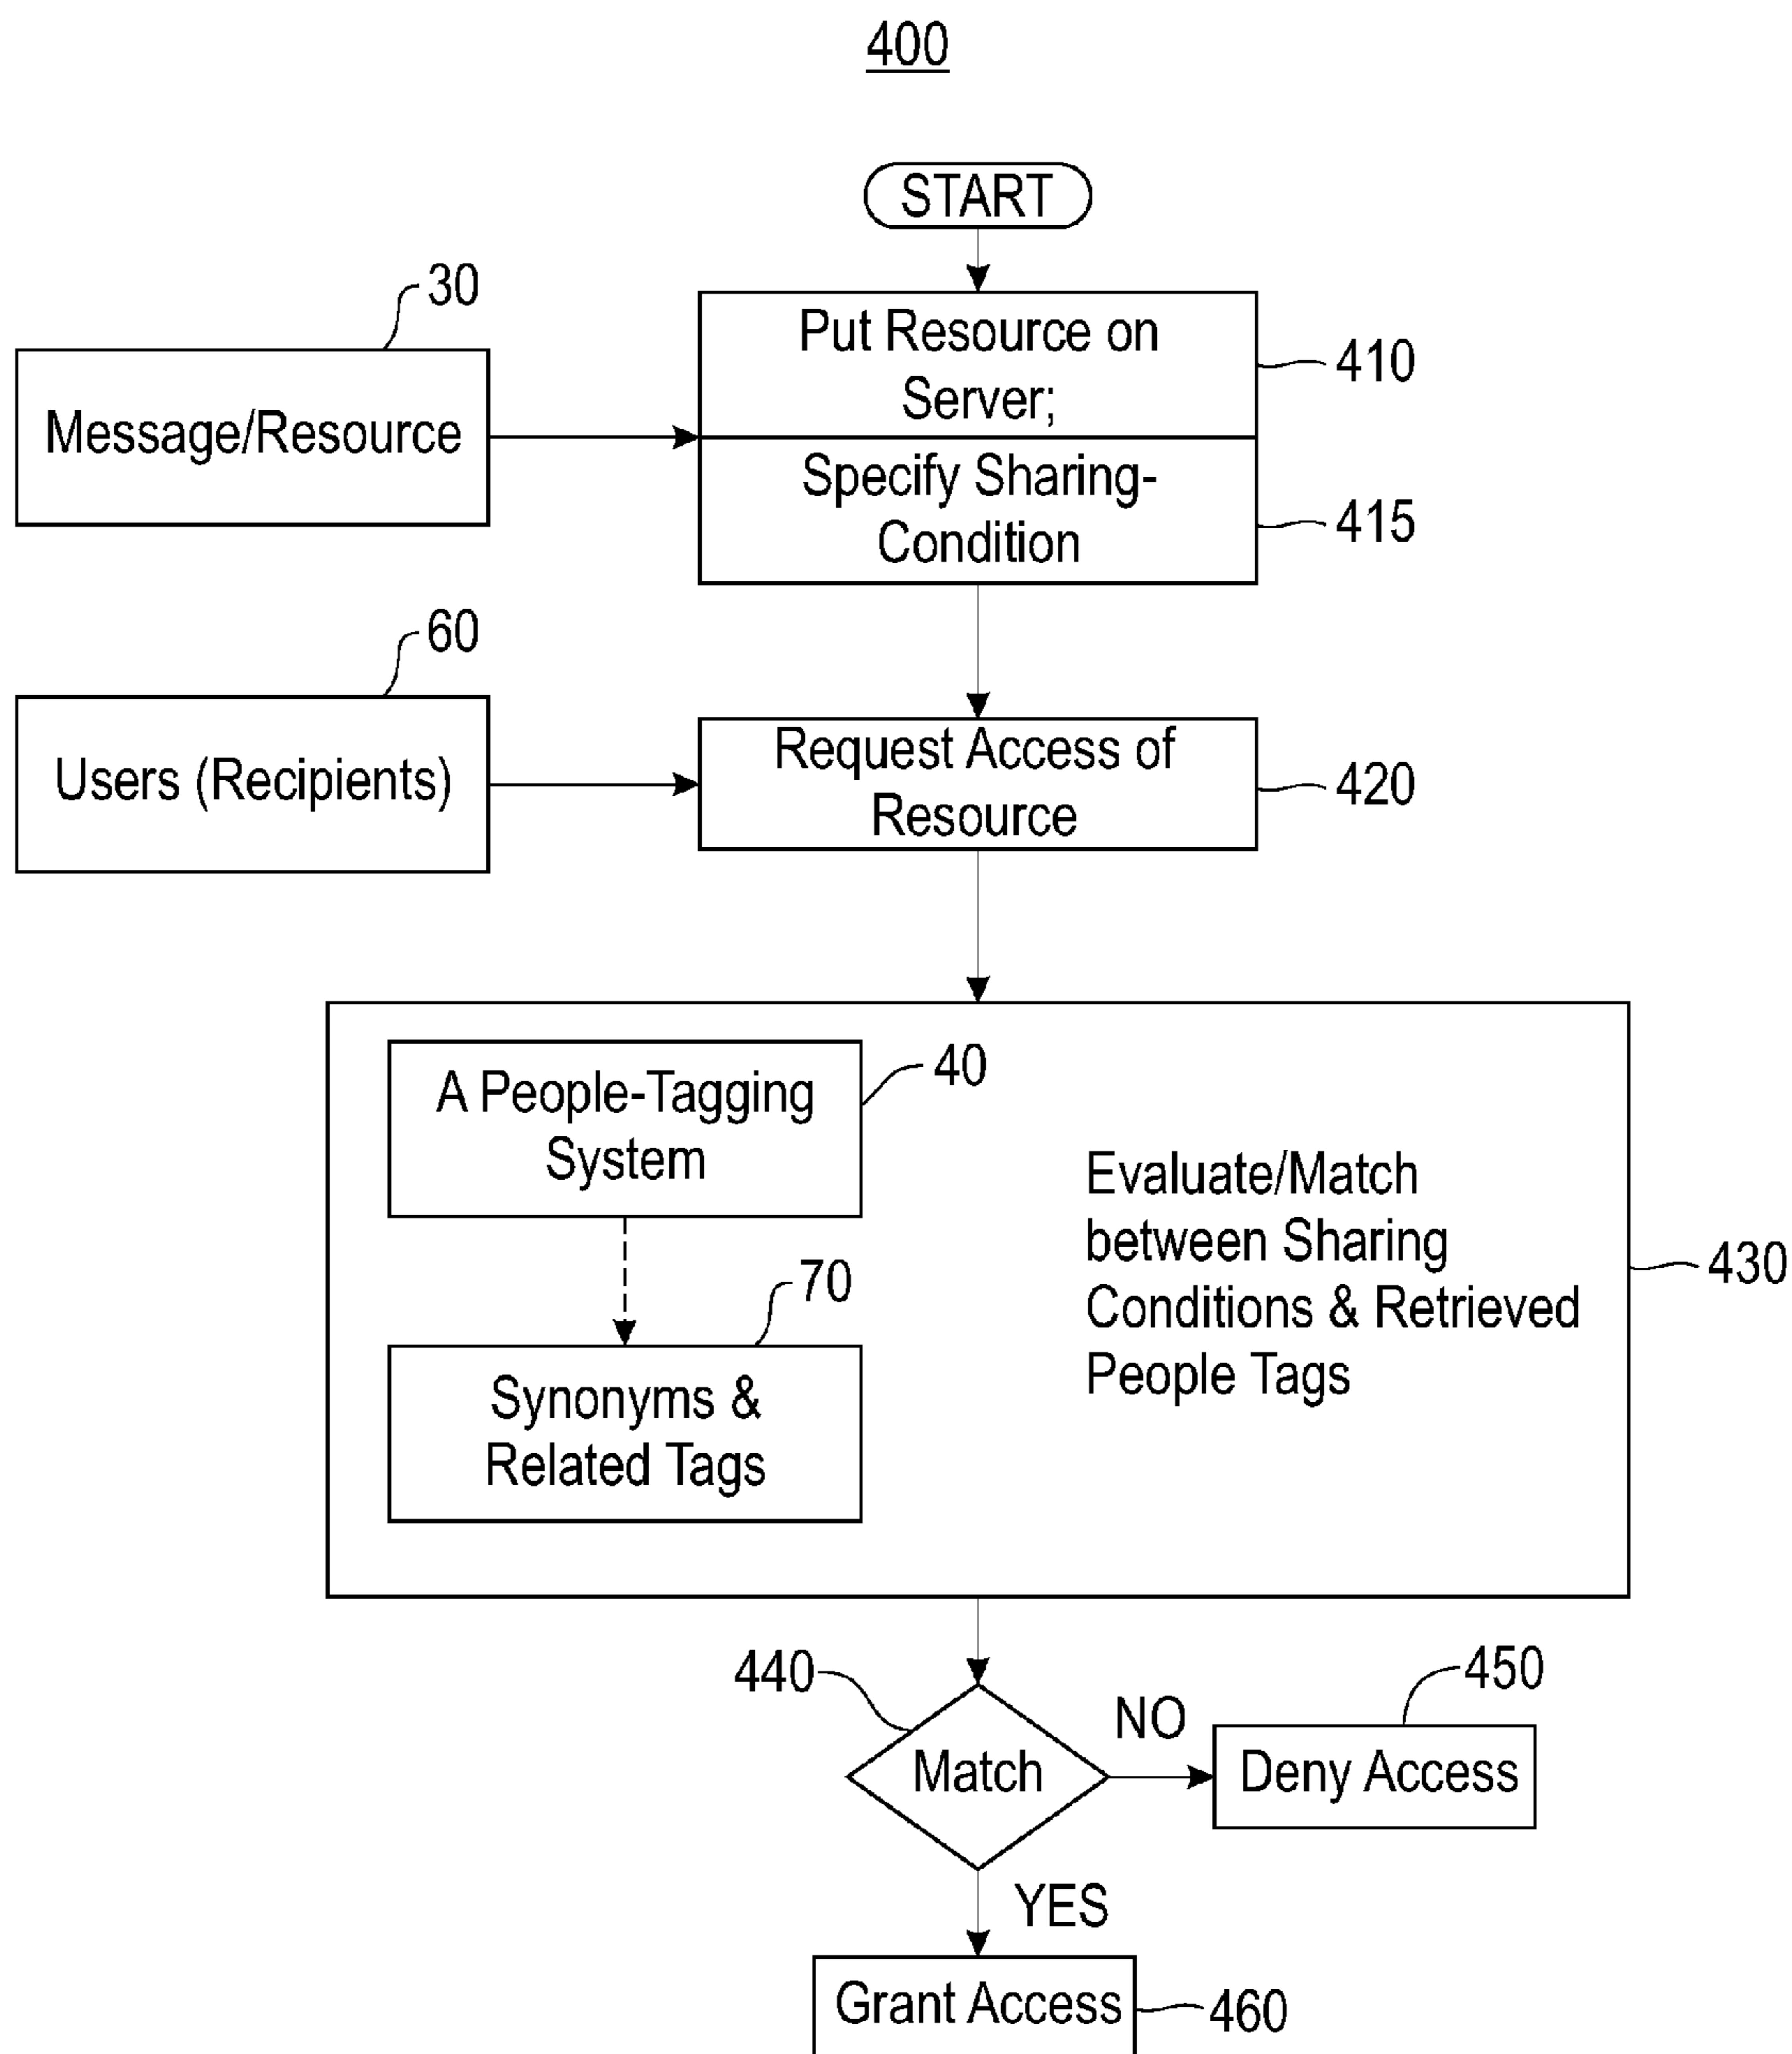 400
START
30
Put Resource on
Server;
410
Message/Resource
Specify Sharing-
Condition
415
60
Users (Recipients)
Request Access of
Resource
420
A People-Tagging
System
40
Evaluate/Match
between Sharing
Conditions & Retrieved
People Tags
430
70
Synonyms &
Related Tags
440
Match
NO
450
Deny Access
YES
Grant Access
460